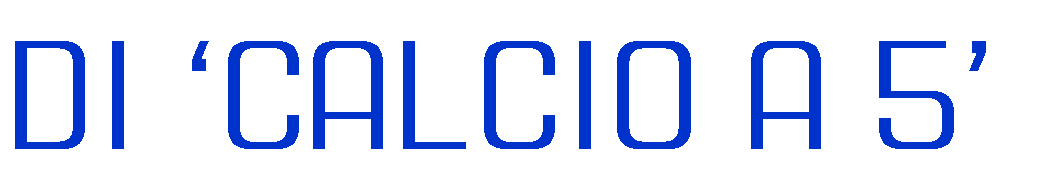 DI ‘CALCIO A 5’